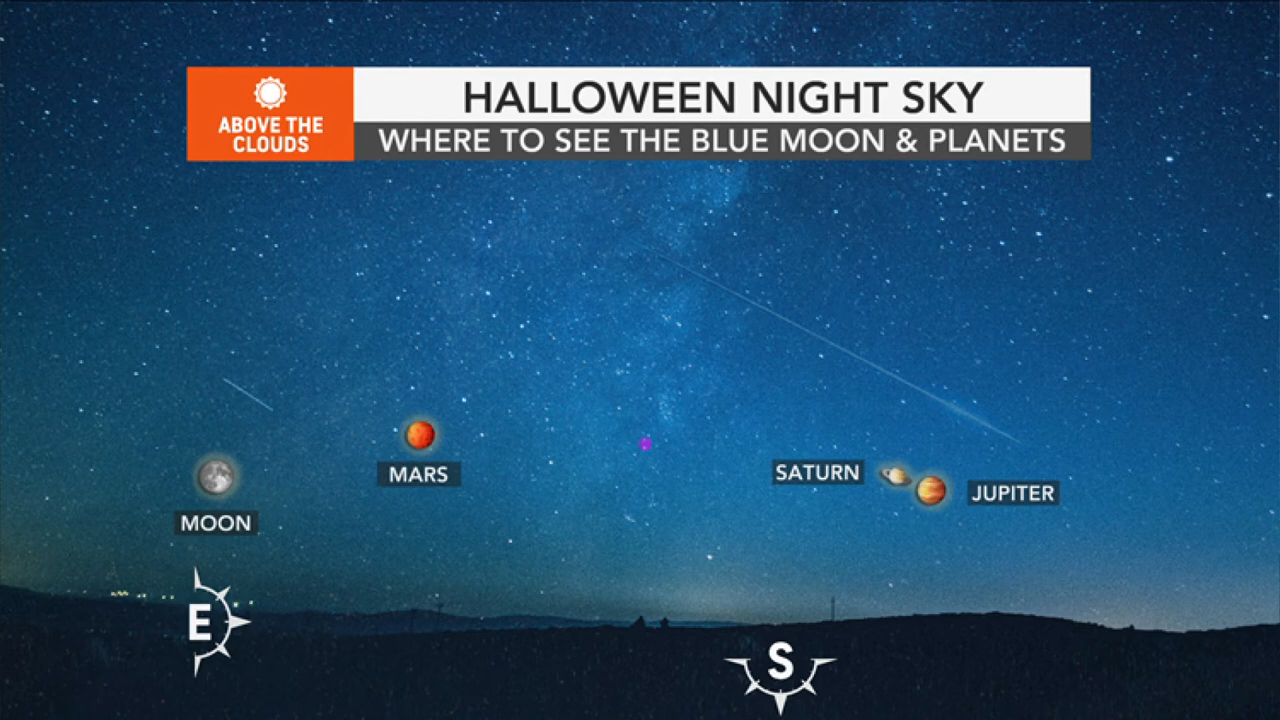 HALLOWEEN NIGHT SKY
ABOVE THE
CLOUDS
WHERE TO SEE THE BLUE MOON & PLANETS
MARS
SATURN
JUPITER
MOON
E
S